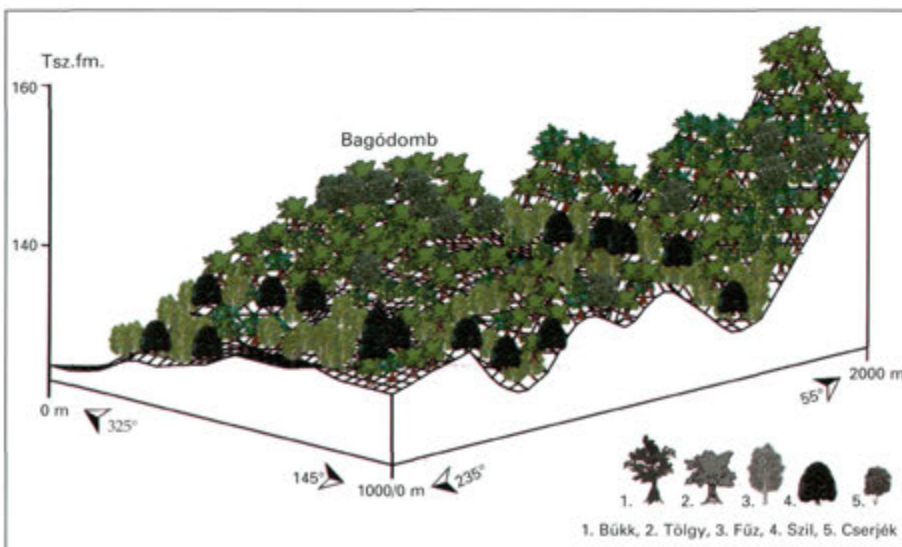 Tsz.fm.
160
Bagódomb
140
0 m
325°
145°
1000/0 m
235°
55°
2000 m
1. 2. 3. 4. 5.
1. Bükk, 2. Tölgy, 3. Fűz, 4. Szil, 5. Cserjék